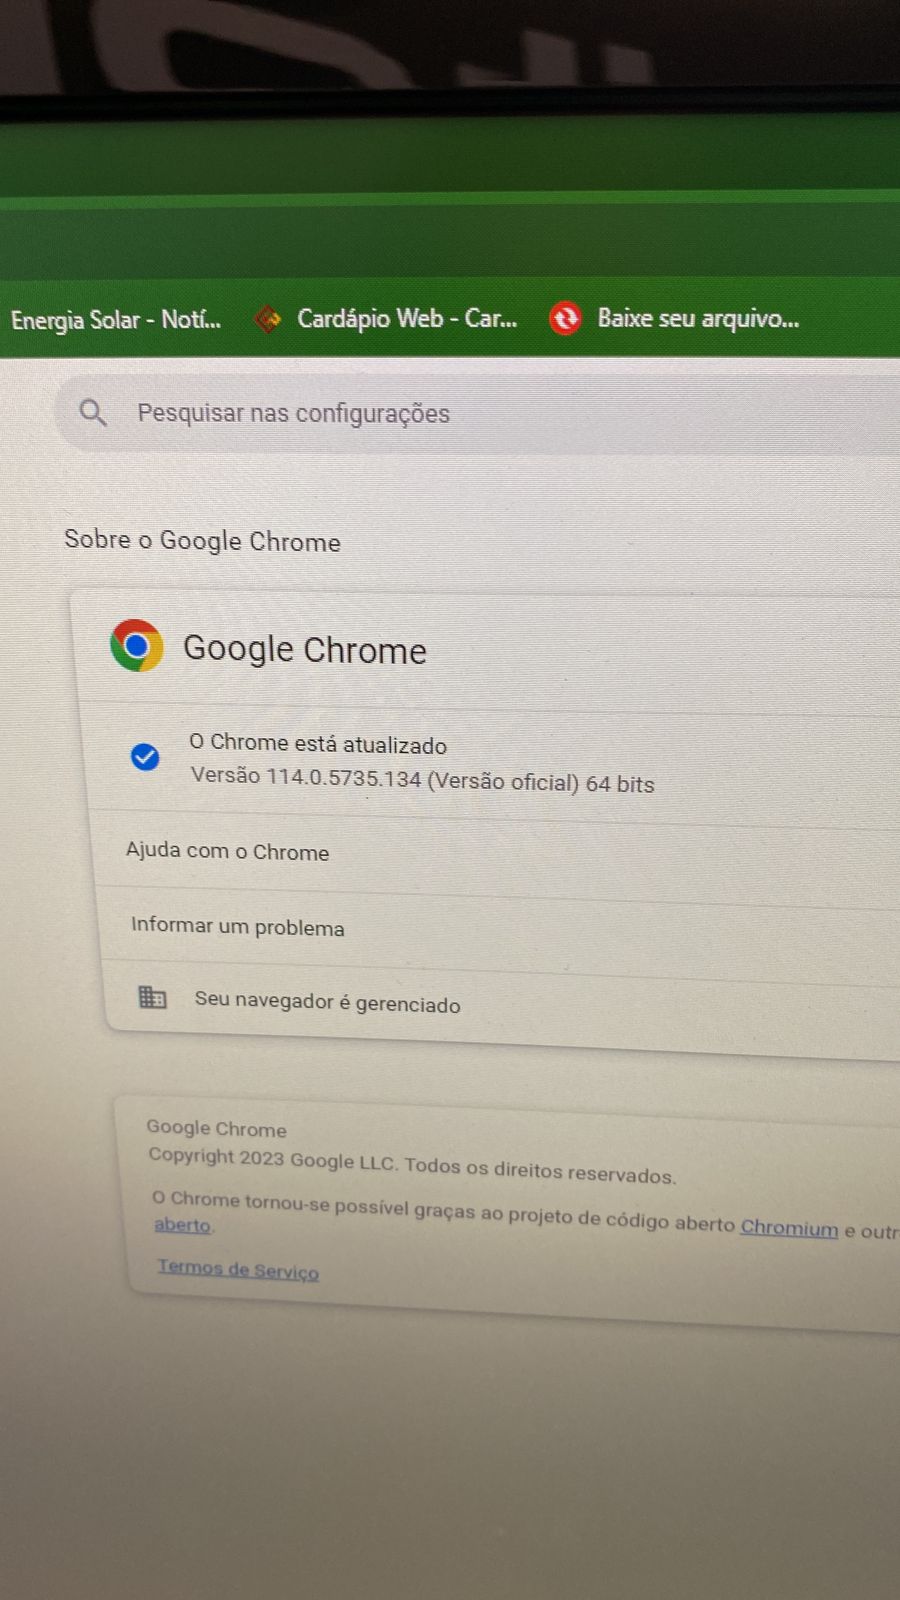 Energia Solar - Notí... Cardápio Web - Car... Baixe seu arquivo...
Pesquisar nas configurações
Sobre o Google Chrome
Google Chrome
O Chrome está atualizado
Versão 114.0.5735.134 (Versão oficial) 64 bits
Ajuda com o Chrome
Informar um problema
Seu navegador é gerenciado
Google Chrome
Copyright 2023 Google LLC. Todos os direitos reservados.
O Chrome tornou-se possível graças ao projeto de código aberto Chromium e outr
aberto.
Termos de Serviço